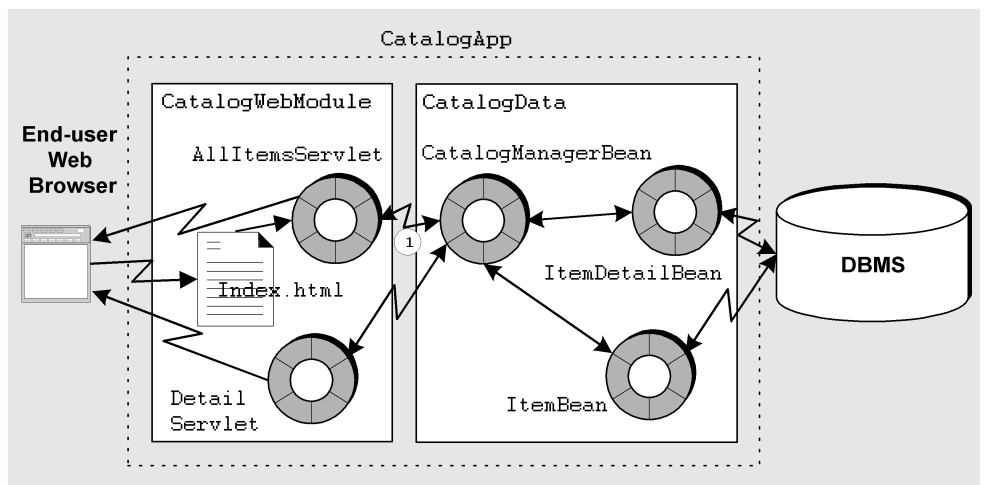 CatalogApp
CatalogWebModule
CatalogData
End-user
Web
Browser
AllItemsServlet
CatalogManagerBean
1
ItemDetailBean
DBMS
Index.html
Detail
Servlet
ItemBean